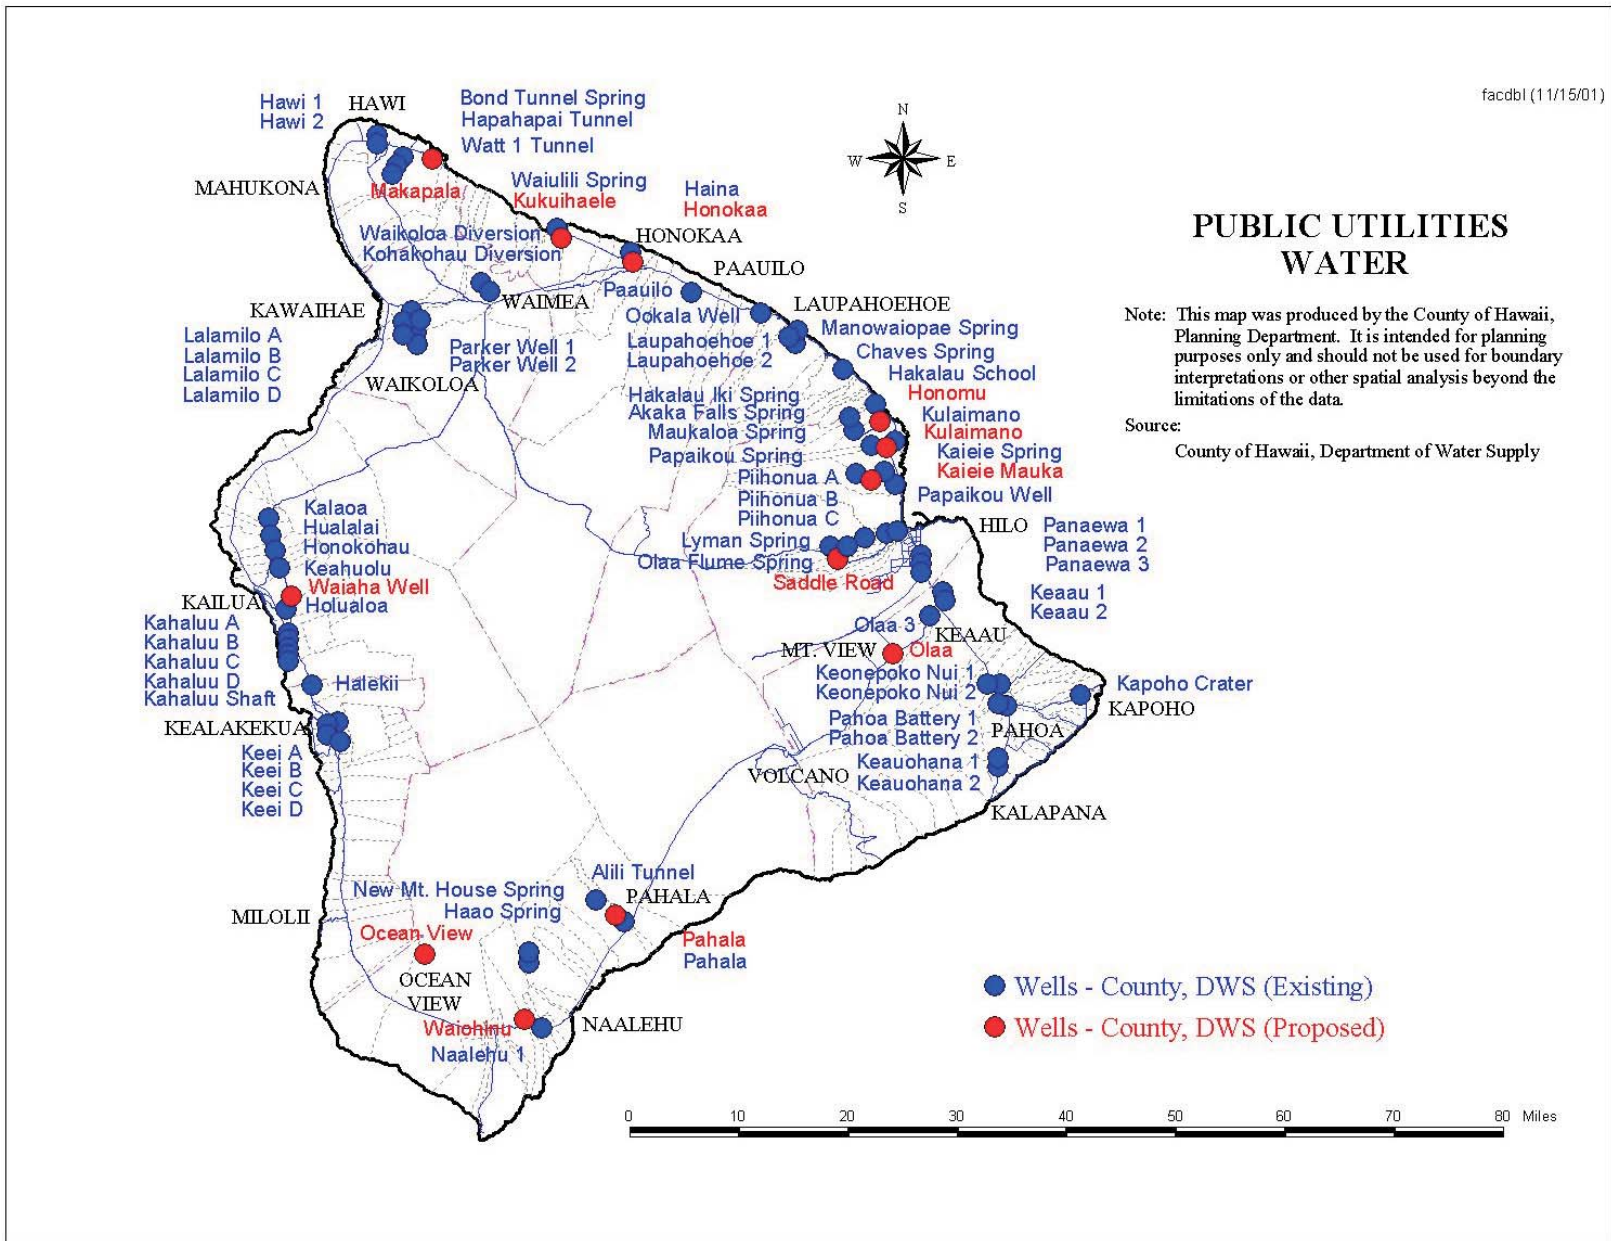 facdbl (11/15/01)
Hawi 1
Hawi 2
HAWI
Bond Tunnel Spring
Hapahapai Tunnel
Watt 1 Tunnel
MAHUKONA
Makapala
Waiulili Spring
Kukuihaele
Haina
Honokaa
Waikoloa Diversion
Kohakohau Diversion
HONOKAA
PAAUILO
N
W
E
S
PUBLIC UTILITIES
WATER
Note: This map was produced by the County of Hawaii,
Planning Department. It is intended for planning
purposes only and should not be used for boundary
interpretations or other spatial analysis beyond the
limitations of the data.
Source:
County of Hawaii, Department of Water Supply
KAWAIHAE
WAIMEA
Paauilo
LAUPAHOEHOE
Lalamilo A
Lalamilo B
Lalamilo C
Lalamilo D
Parker Well 1
Parker Well 2
WAIKOLOA
Ookala Well
Laupahoehoe 1
Laupahoehoe 2
Manowaiopae Spring
Chaves Spring
Hakalau School
Honomu
Hakalau Iki Spring
Akaka Falls Spring
Maukaloa Spring
Papaikou Spring
Kulaimano
Kulaimano
Kaieie Spring
Kaieie Mauka
Piihonua A
Piihonua B
Piihonua C
Papaikou Well
Lyman Spring
Olaa Flume Spring
Saddle Road
HILO
Panaewa 1
Panaewa 2
Panaewa 3
Keaau 1
Keaau 2
Kalaoa
Hualalai
Honokohau
Keahuolu
Waiaha Well
KAILUA
Holualoa
Kahaluu A
Kahaluu B
Kahaluu C
Kahaluu D
Kahaluu Shaft
Halekii
KEALAKEKUA
Keei A
Keei B
Keei C
Keei D
Olaa 3
KEAAU
MT. VIEW
Olaa
Keonepoko Nui 1
Keonepoko Nui 2
Kapoho Crater
KAPOHO
Pahoa Battery 1
Pahoa Battery 2
PAHOA
Keauohana 1
Keauohana 2
VOLCANO
KALAPANA
MILOLII
New Mt. House Spring
Haao Spring
Alili Tunnel
PAHALA
Pahala
Pahala
Ocean View
OCEAN
VIEW
Waiohinu
Naalehu 1
NAALEHU
Wells - County, DWS (Existing)
Wells - County, DWS (Proposed)
0 10 20 30 40 50 60 70 80 Miles